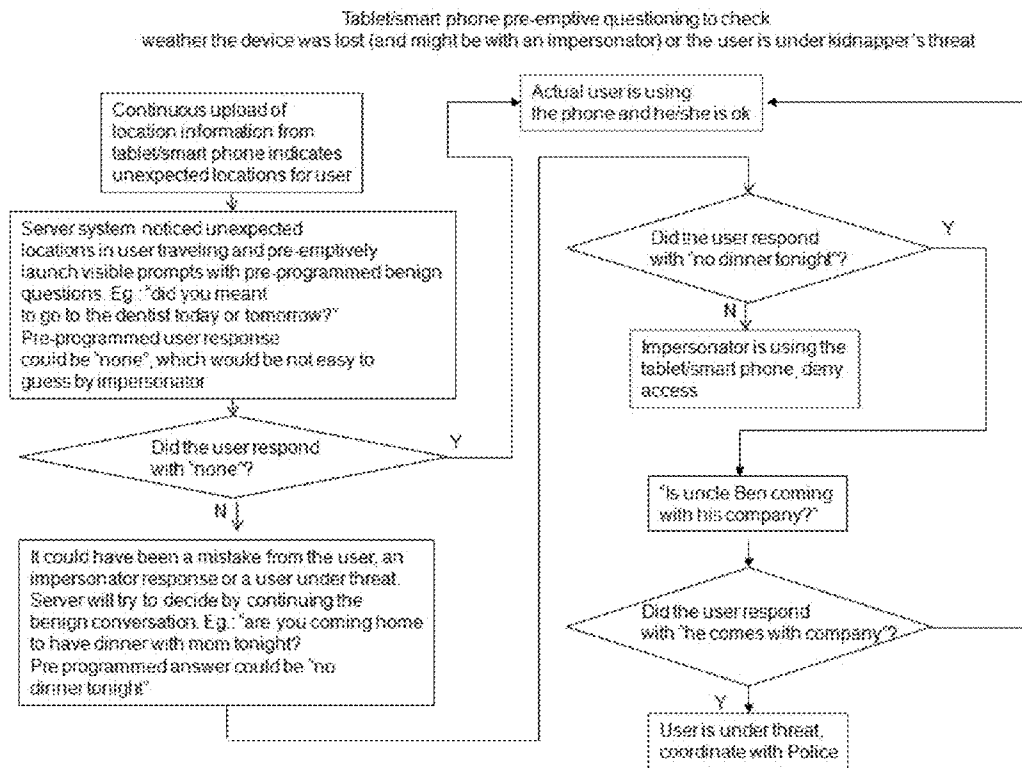 Tablet/smart phone pre-emptive questioning to check
weather the device was lost (and might be with an impersonator) or the user is under kidnapper's threat
Continuous upload of
location information from
tablet/smart phone indicates
unexpected locations for user
Server system noticed unexpected
locations in user traveling and pre-emptively
launch visible prompts with pre-programmed benign
questions. Eg.: "did you meant
to go to the dentist today or tomorrow?"
Pre-programmed user response
could be "none", which would be not easy to
guess by impersonator
Did the user respond
with "none"?
Y
N
It could have been a mistake from the user, an
impersonator response or a user under threat.
Server will try to decide by continuing the
benign conversation. Eg.: "are you coming home
to have dinner with mom tonight?
Pre programmed answer could be "no
dinner tonight"
Actual user is using
the phone and he/she is ok
Did the user respond
with "no dinner tonight"?
Y
N
Impersonator is using the
tablet/smart phone, deny
access
"Is uncle Ben coming
with his company?"
Did the user respond
with "he comes with company"?
Y
User is under threat,
coordinate with Police